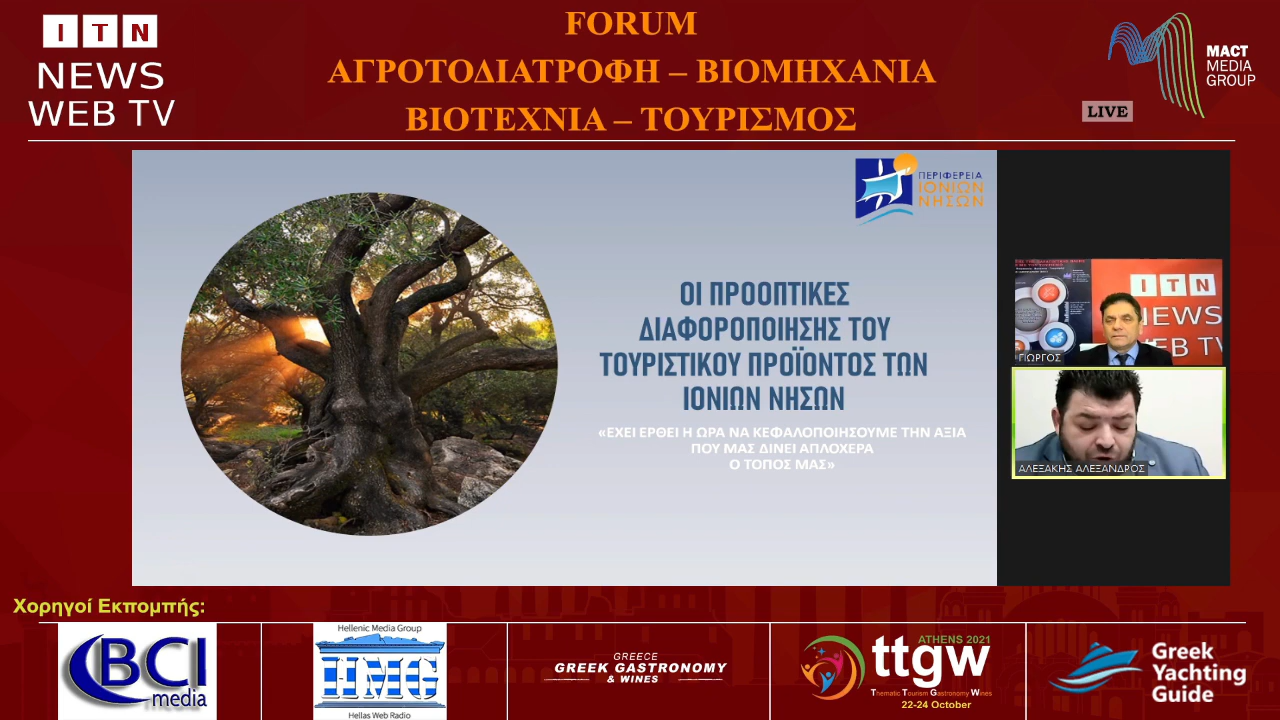 ITN
NEWS
WEB TV
FORUM
ΑΓΡΟΤΟΔΙΑΤΡΟΦΗ – ΒΙΟΜΗΧΑΝΙΑ
ΒΙΟΤΕΧΝΙΑ – ΤΟΥΡΙΣΜΟΣ
MACT
MEDIA
GROUP
LIVE
ΠΕΡΙΦΕΡΕΙΑ
ΙΟΝΙΩΝ
ΝΗΣΩΝ
ΟΙ ΠΡΟΟΠΤΙΚΕΣ
ΔΙΑΦΟΡΟΠΟΙΗΣΗΣ ΤΟΥ
ΤΟΥΡΙΣΤΙΚΟΥ ΠΡΟΪΟΝΤΟΣ ΤΩΝ
ΙΟΝΙΩΝ ΝΗΣΩΝ
«ΕΧΕΙ ΕΡΘΕΙ Η ΩΡΑ ΝΑ ΚΕΦΑΛΟΠΟΙΗΣΟΥΜΕ ΤΗΝ ΑΞΙΑ
ΠΟΥ ΜΑΣ ΔΙΝΕΙ ΑΠΛΟΧΕΡΑ
Ο ΤΟΠΟΣ ΜΑΣ»
ITN
NEWS
WEB TV
ΓΙΩΡΓΟΣ
ΑΛΕΞΑΚΗΣ ΑΛΕΞΑΝΔΡΟΣ
Χορηγοί Εκπομπής:
BCI
media
Hellenic Media Group
HMG
Hellas Web Radio
GREECE
GREEK GASTRONOMY
& WINES
ATHENS 2021
ttgw
Thematic Tourism Gastronomy Wines
22-24 October
Greek
Yachting
Guide